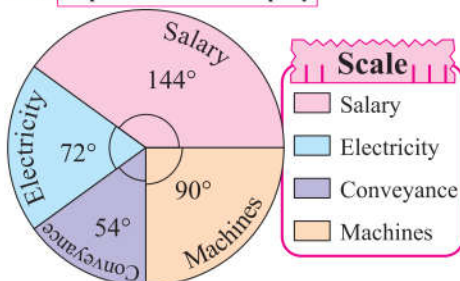 Salary
144°
Electricity
72°
54°
Conveyance
90°
Machines
Scale
Salary
Electricity
Conveyance
Machines